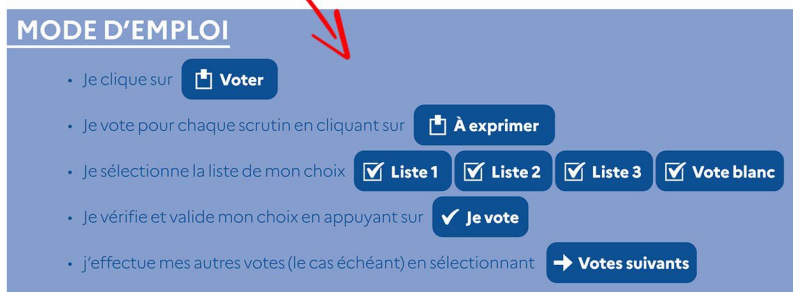 MODE D'EMPLOI
• Je clique sur Voter
• Je vote pour chaque scrutin en cliquant sur À exprimer
• Je sélectionne la liste de mon choix Liste 1 Liste 2 Liste 3 Vote blanc
• Je vérifie et valide mon choix en appuyant sur Je vote
• j'effectue mes autres votes (le cas échéant) en sélectionnant Votes suivants